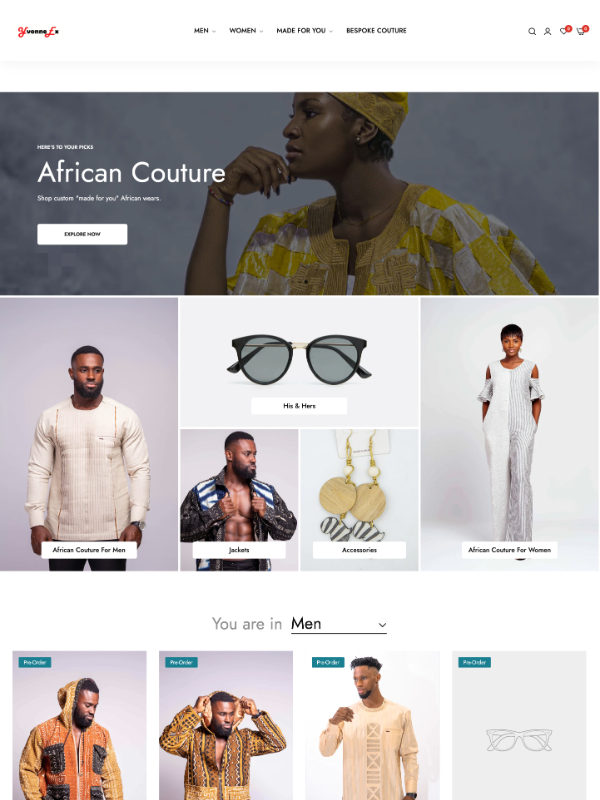 YvonneEx
MEN
WOMEN
MADE FOR YOU
BESPOKE COUTURE
0
0
HERE'S TO YOUR PICKS
African Couture
Shop custom "made for you" African wears.
EXPLORE NOW
His & Hers
African Couture For Men
Jackets
Accessories
African Couture For Women
You are in Men
Pre-Order
Pre-Order
Pre-Order
Pre-Order